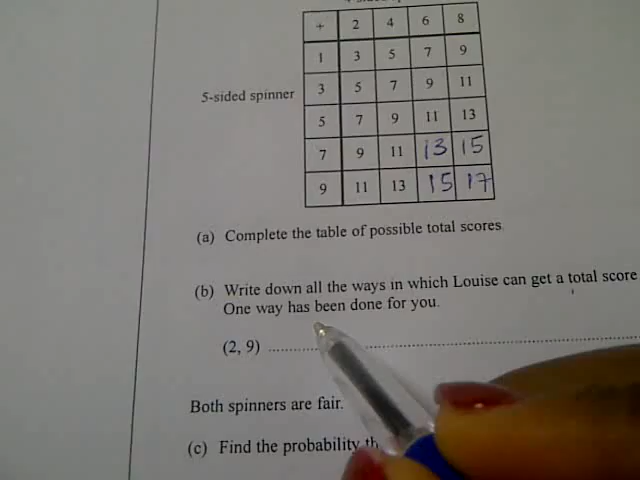 + 2 4 6 8
1 3 5 7 9
3 5 7 9 11
5-sided spinner
5 7 9 11 13
7 9 11 13 15
9 11 13 15 17
(a) Complete the table of possible total scores
(b) Write down all the ways in which Louise can get a total score
One way has been done for you.
(2, 9)
Both spinners are fair.
(c) Find the probability